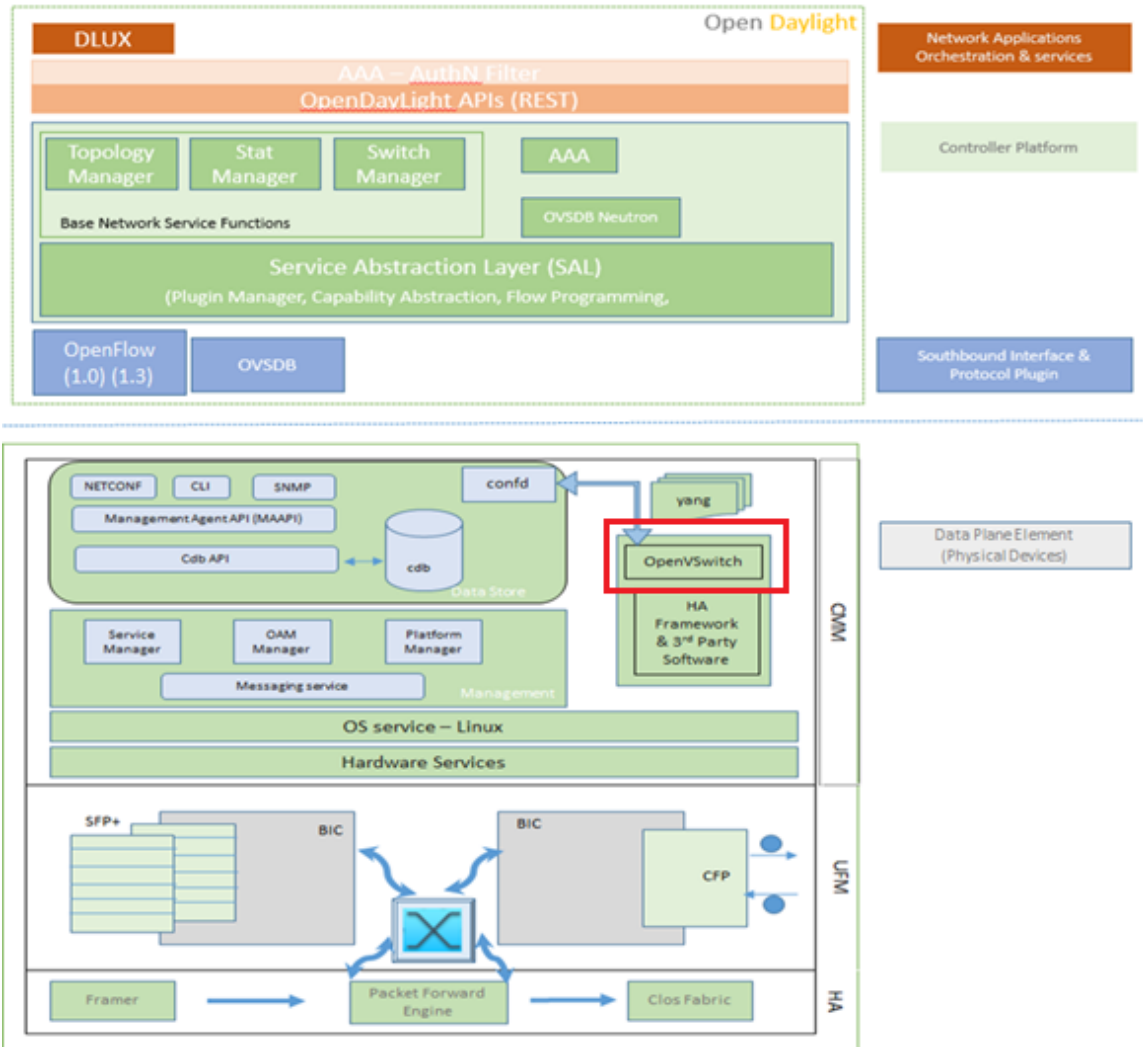 Open Daylight
DLUX
Network Applications
Orchestration & services
AAA – AuthN Filter
OpenDayLight APIs (REST)
Topology
Manager
Stat
Manager
Switch
Manager
AAA
Controller Platform
Base Network Service Functions
OVSDB Neutron
Service Abstraction Layer (SAL)
(Plugin Manager, Capability Abstraction, Flow Programming,
OpenFlow
(1.0) (1.3)
OVSDB
Southbound Interface &
Protocol Plugin
NETCONF
CLI
SNMP
confd
yang
Management Agent API (MAAPI)
Cdb API
cdb
Data Store
OpenVSwitch
Data Plane Element
(Physical Devices)
HA
Framework
& 3rd Party
Software
CMM
Service
Manager
OAM
Manager
Platform
Manager
Messaging service
Management
OS service – Linux
Hardware Services
SFP+
BIC
BIC
CFP
UFM
Framer
Packet Forward
Engine
Clos Fabric
HA